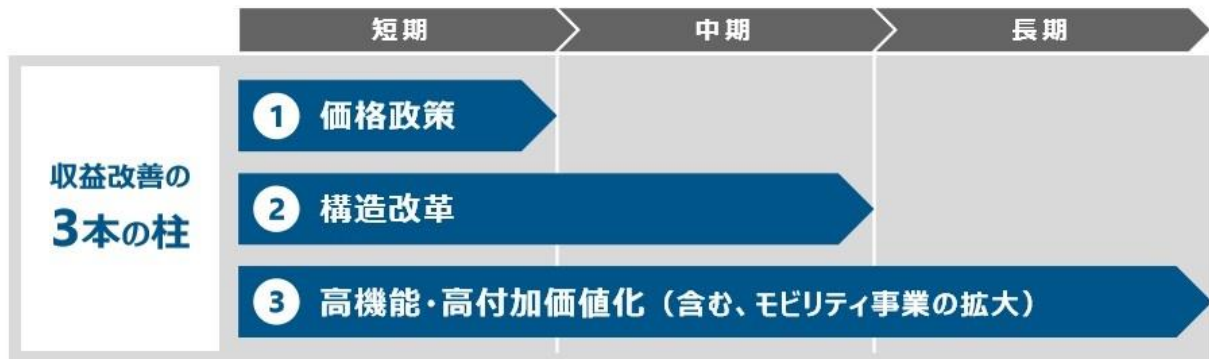 短期
中期
長期
収益改善の
3本の柱
1 価格政策
2 構造改革
3 高機能・高付加価値化（含む、モビリティ事業の拡大）